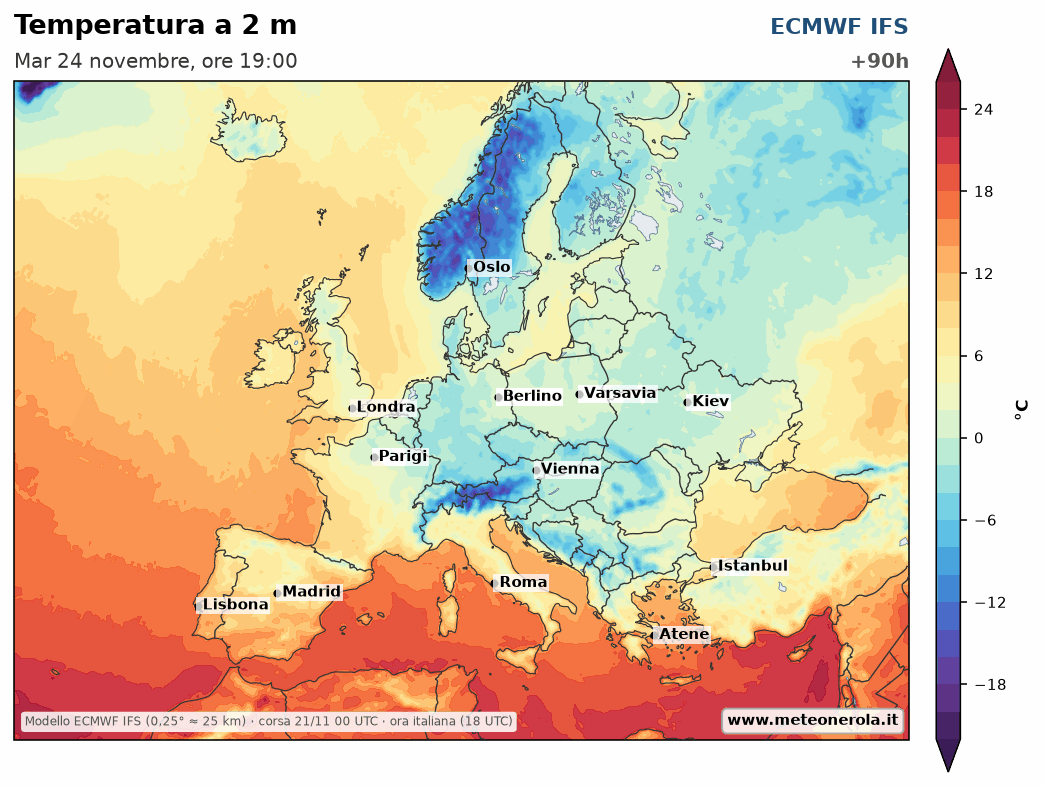 Temperatura a 2 m
ECMWF IFS
Mar 24 novembre, ore 19:00
+90h
24
18
12
6
0
−6
−12
−18
°C
Oslo
Londra
Berlino
Varsavia
Kiev
Parigi
Vienna
Istanbul
Roma
Madrid
Lisbona
Atene
Modello ECMWF IFS (0,25° ≈ 25 km) · corsa 21/11 00 UTC · ora italiana (18 UTC)
www.meteonerola.it